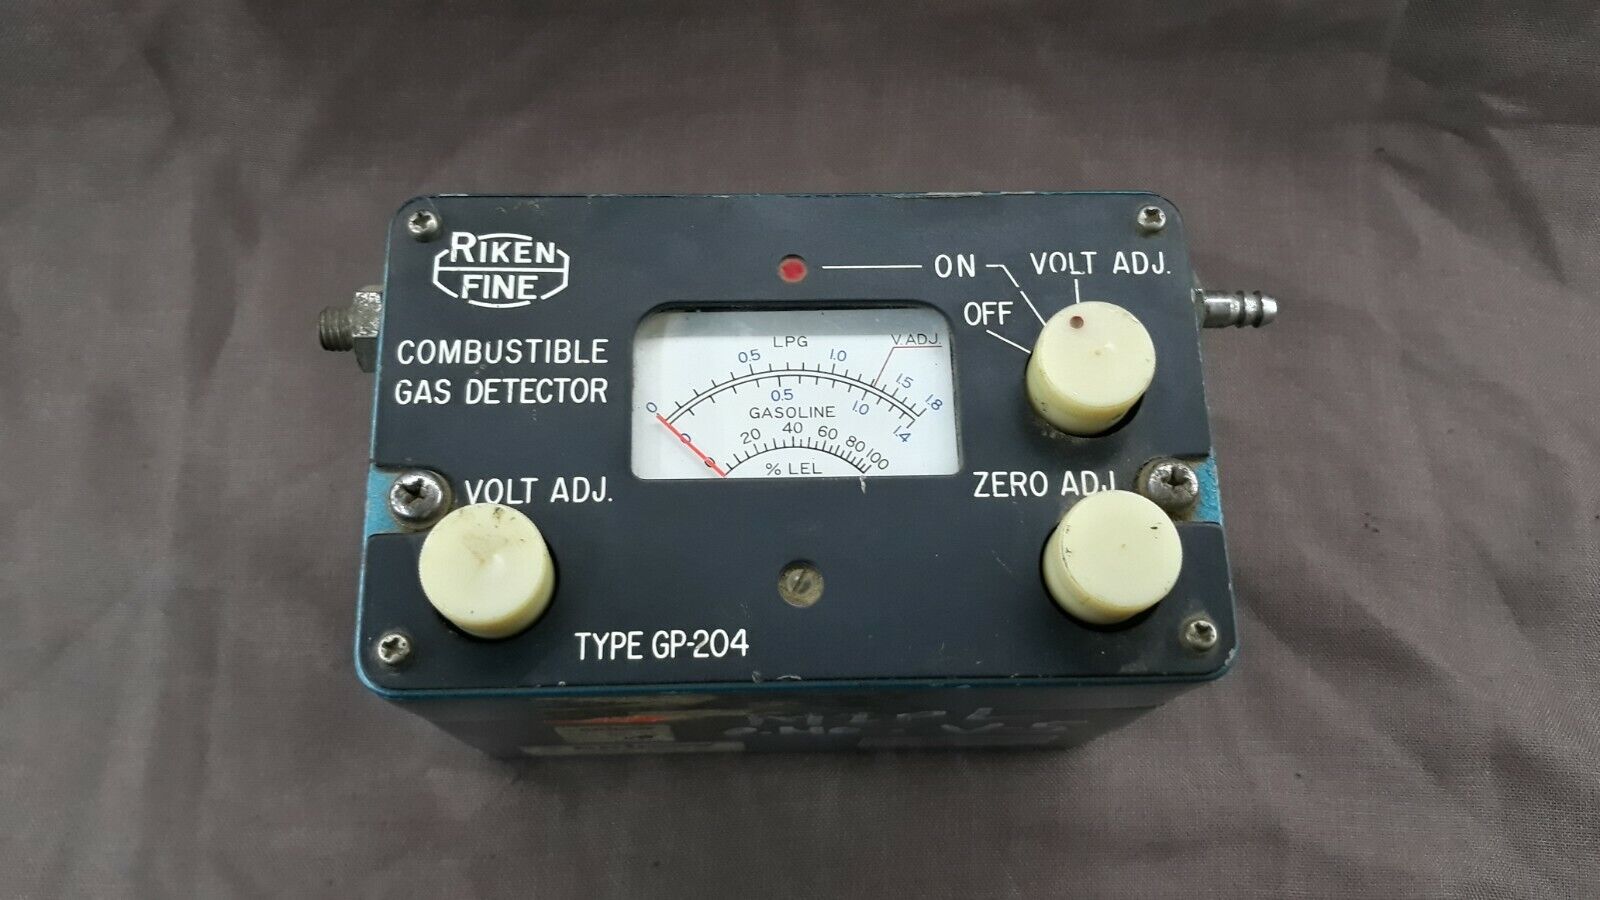 RIKEN
FINE
COMBUSTIBLE
GAS DETECTOR
ON
VOLT ADJ.
OFF
LPG
V.ADJ.
0 0.5 1.0 1.5 1.8
0 0.5 1.0 1.4
GASOLINE
0 20 40 60 80 100
% LEL
VOLT ADJ.
ZERO ADJ.
TYPE GP-204